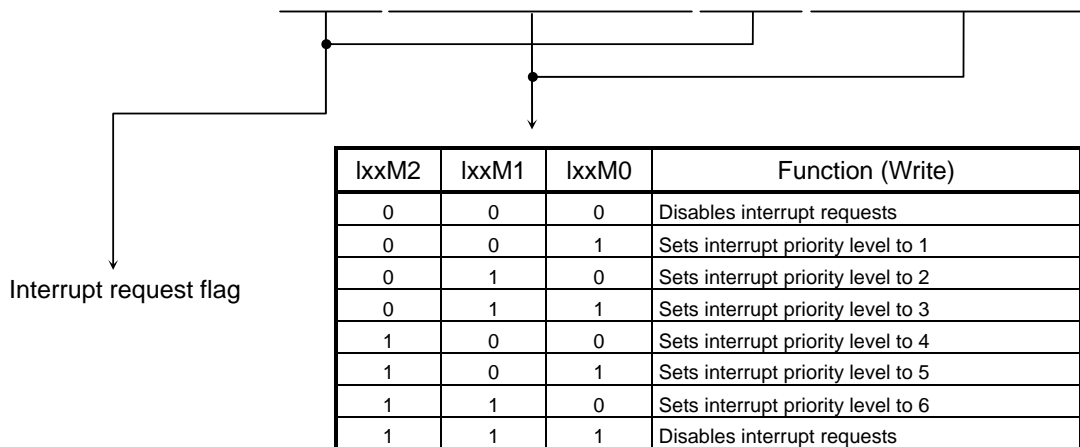 lxxM2 lxxM1 lxxM0 Function (Write)
0 0 0 Disables interrupt requests
0 0 1 Sets interrupt priority level to 1
0 1 0 Sets interrupt priority level to 2
Interrupt request flag
0 1 1 Sets interrupt priority level to 3
1 0 0 Sets interrupt priority level to 4
1 0 1 Sets interrupt priority level to 5
1 1 0 Sets interrupt priority level to 6
1 1 1 Disables interrupt requests